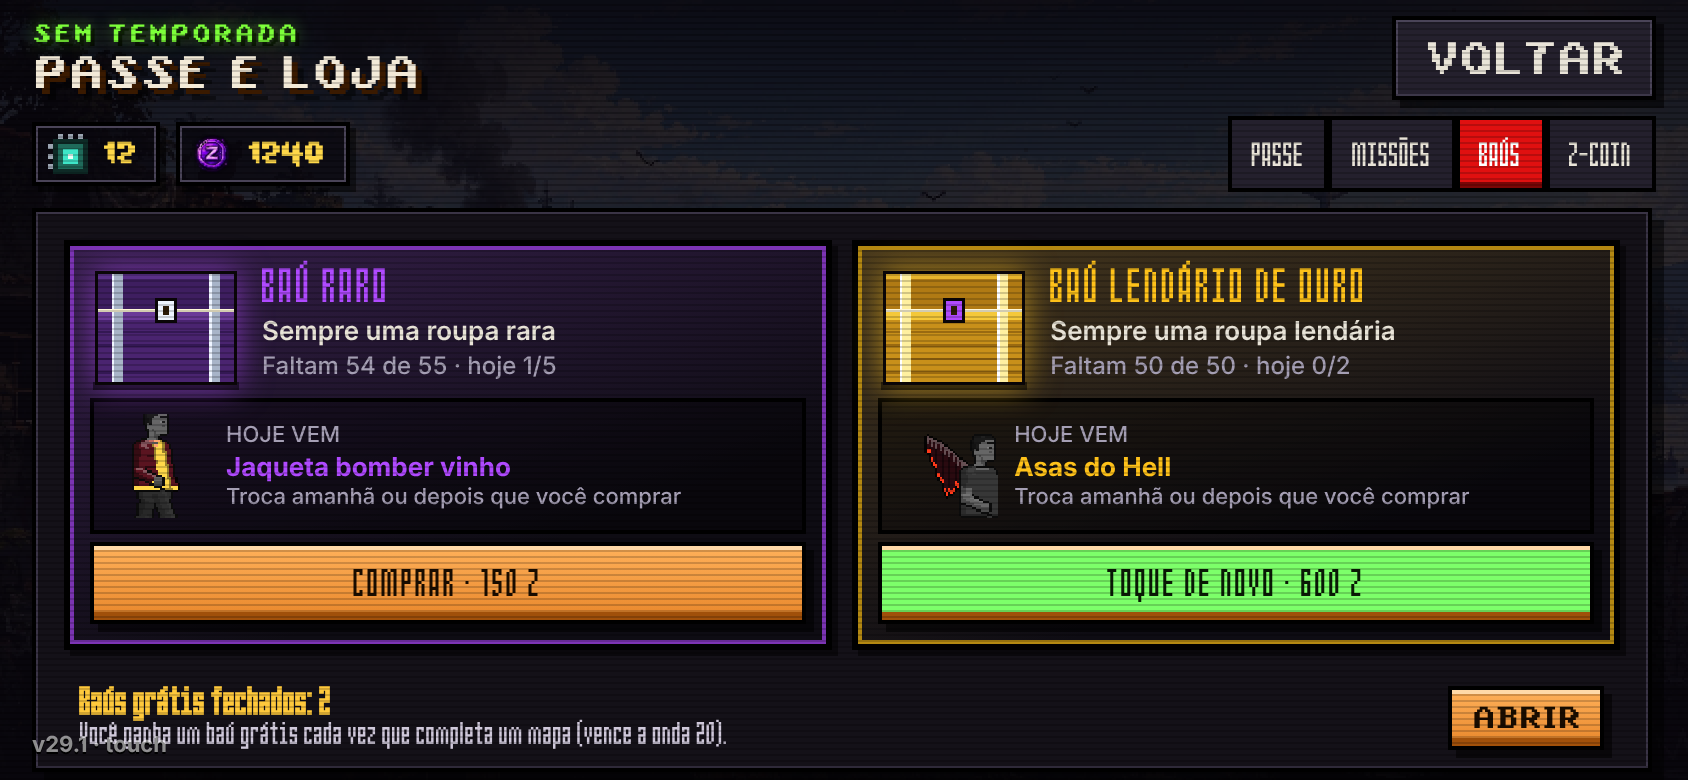 SEM TEMPORADA
PASSE E LOJA
VOLTAR
12
Z 1240
PASSE
MISSÕES
BAÚS
Z-COIN
BAÚ RARO
Sempre uma roupa rara
Faltam 54 de 55 · hoje 1/5
HOJE VEM
Jaqueta bomber vinho
Troca amanhã ou depois que você comprar
COMPRAR · 150 Z
BAÚ LENDÁRIO DE OURO
Sempre uma roupa lendária
Faltam 50 de 50 · hoje 0/2
HOJE VEM
Asas do Hell
Troca amanhã ou depois que você comprar
TOQUE DE NOVO · 600 Z
Baús grátis fechados: 2
Você ganha um baú grátis cada vez que completa um mapa (vence a onda 20).
ABRIR
v29.1 · touch